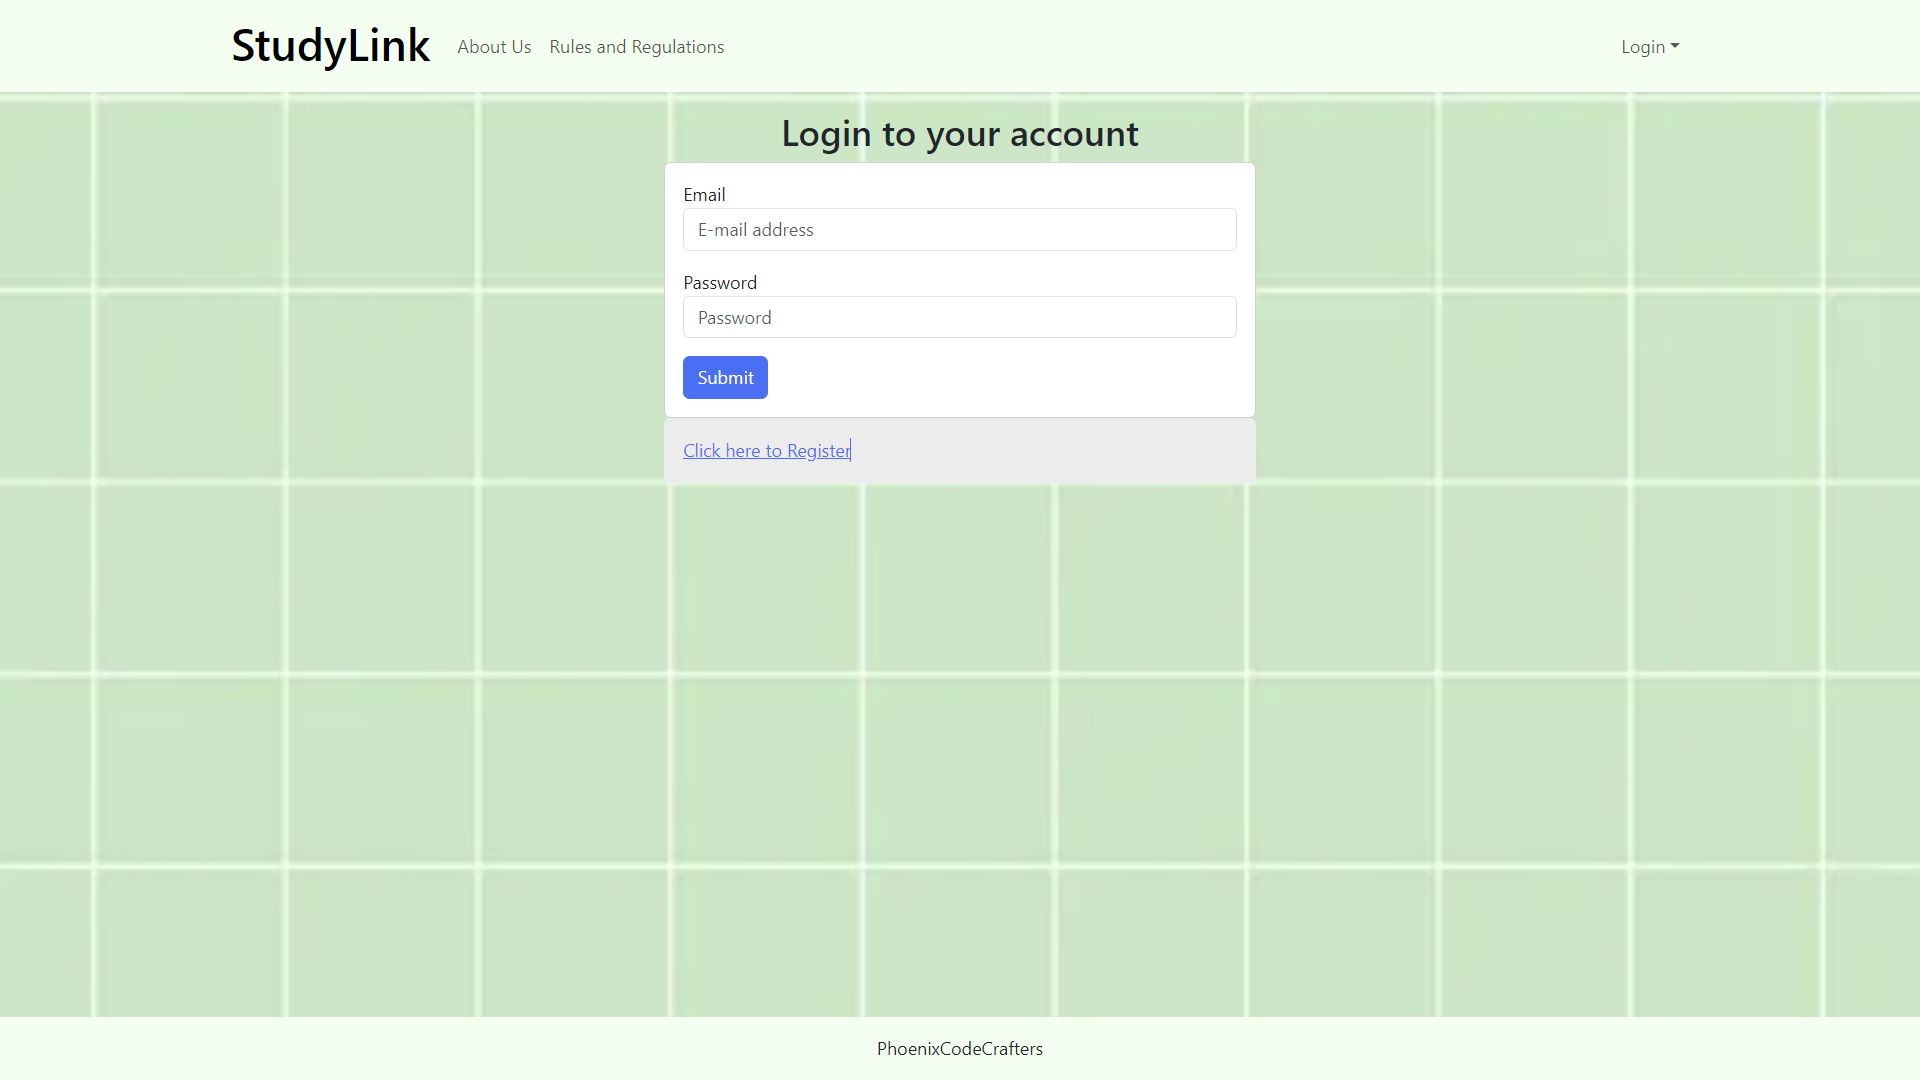 StudyLink About Us Rules and Regulations Login
Login to your account
Email
E-mail address
Password
Password
Submit
Click here to Register
PhoenixCodeCrafters